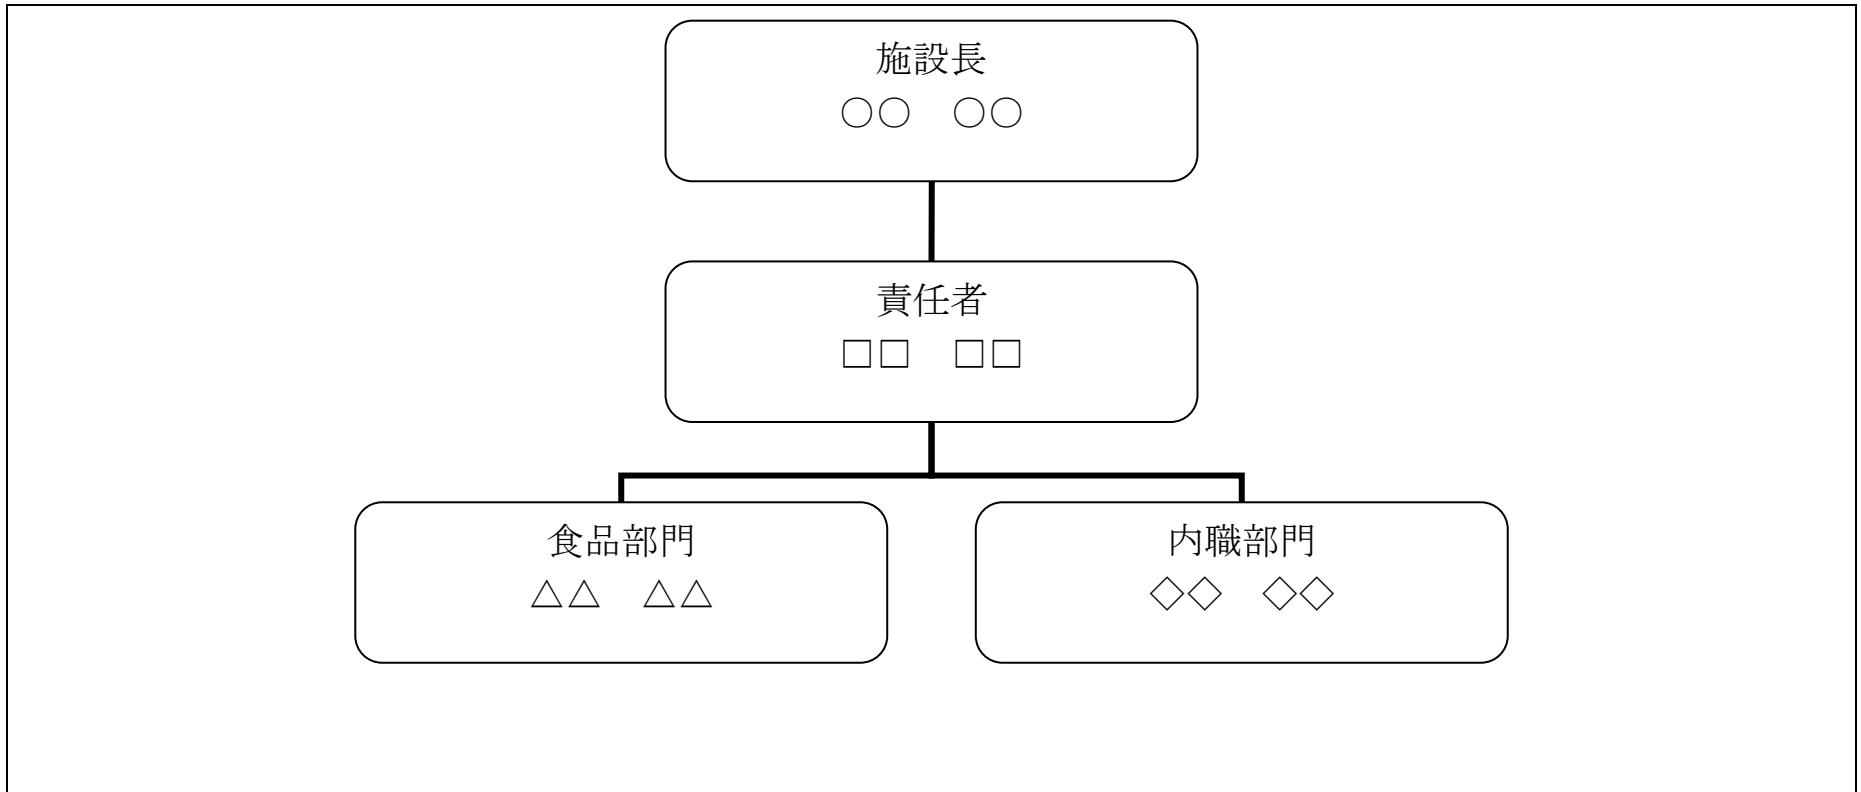 施設長
○○　○○
責任者
□□　□□
食品部門
△△　△△
内職部門
◇◇　◇◇